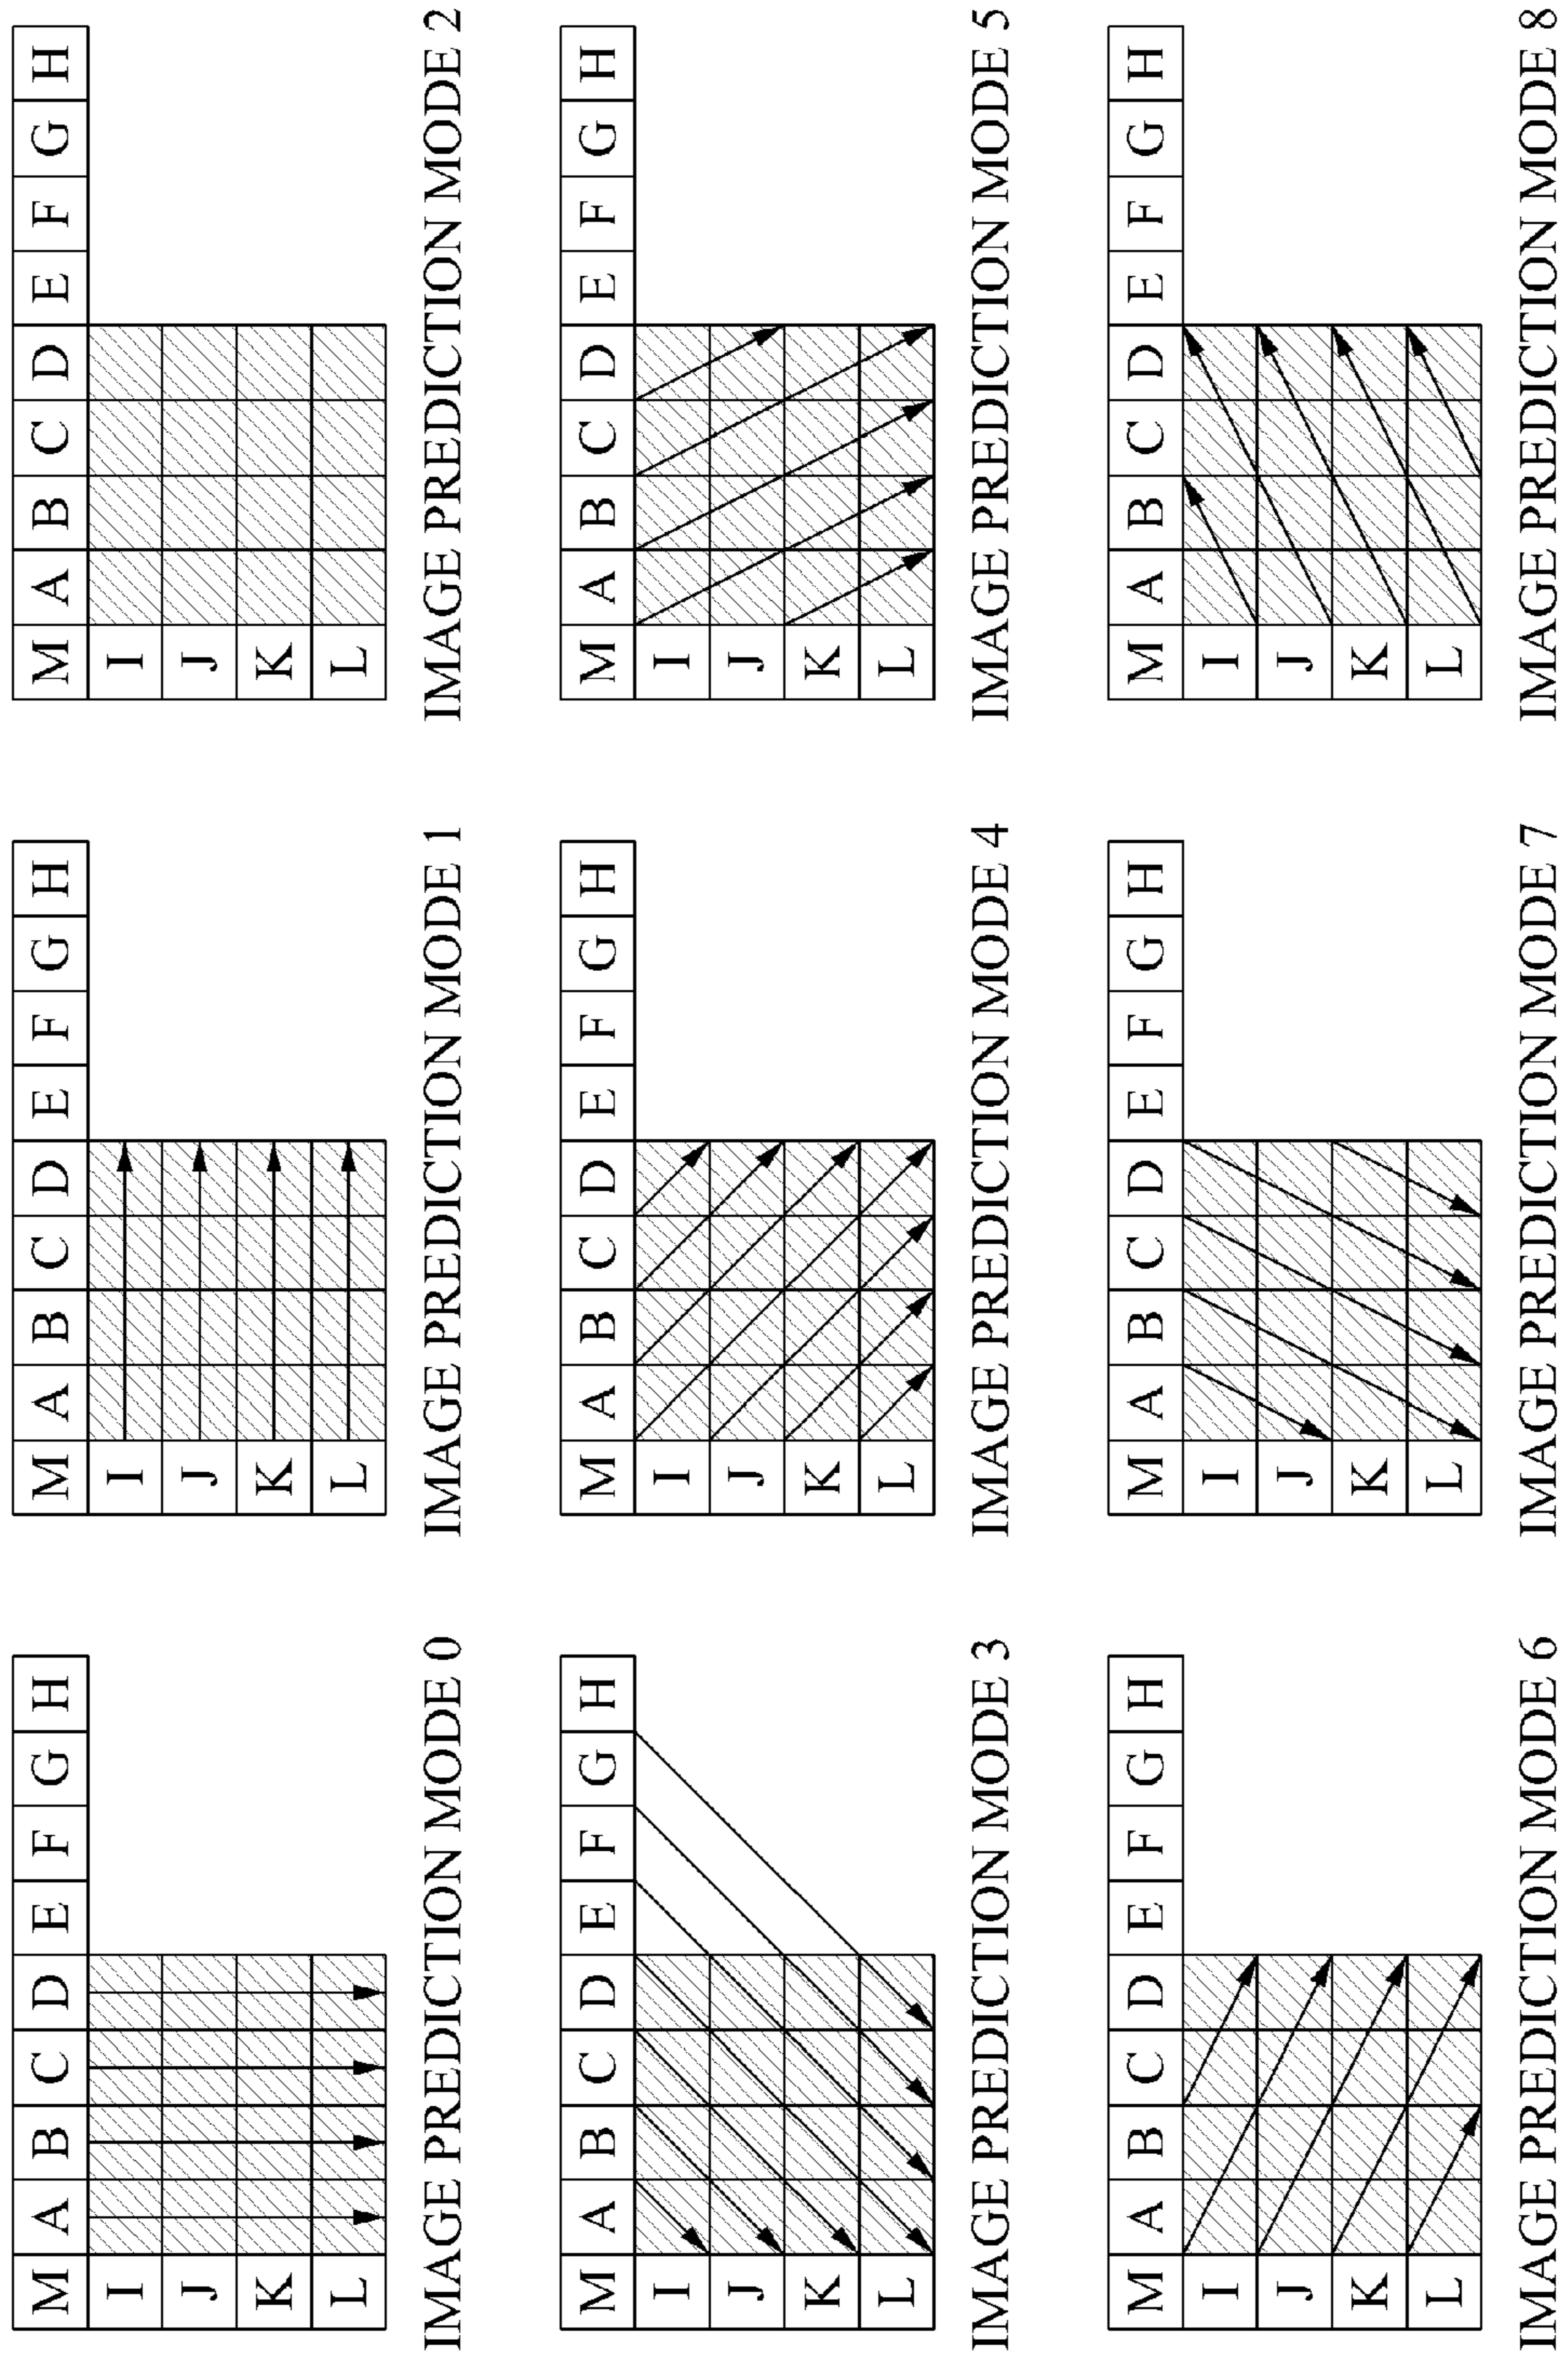 M A B C D E F G H
I
J
K
L
IMAGE PREDICTION MODE 0
M A B C D E F G H
I
J
K
L
IMAGE PREDICTION MODE 1
M A B C D E F G H
I
J
K
L
IMAGE PREDICTION MODE 2
M A B C D E F G H
I
J
K
L
IMAGE PREDICTION MODE 3
M A B C D E F G H
I
J
K
L
IMAGE PREDICTION MODE 4
M A B C D E F G H
I
J
K
L
IMAGE PREDICTION MODE 5
M A B C D E F G H
I
J
K
L
IMAGE PREDICTION MODE 6
M A B C D E F G H
I
J
K
L
IMAGE PREDICTION MODE 7
M A B C D E F G H
I
J
K
L
IMAGE PREDICTION MODE 8